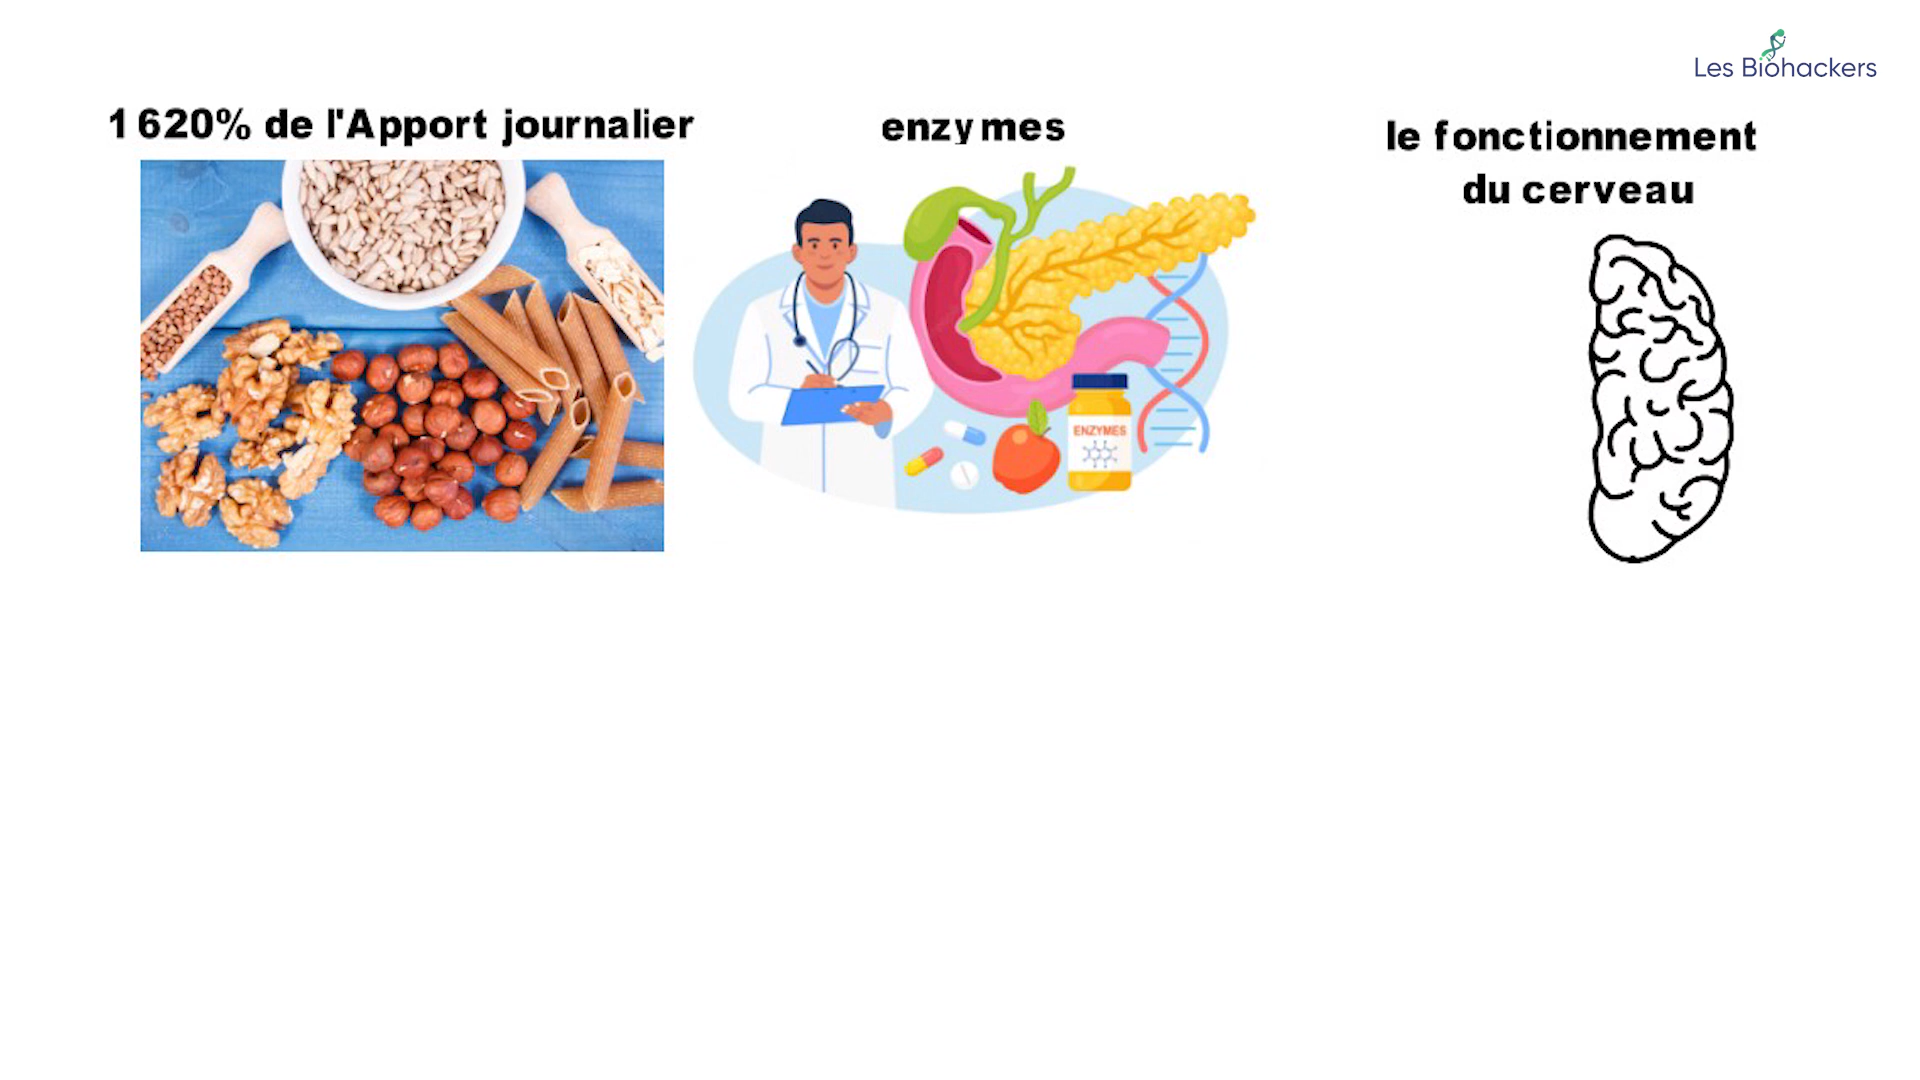 Les Biohackers
1 620% de l'Apport journalier
enzymes
le fonctionnement
du cerveau
ENZYMES